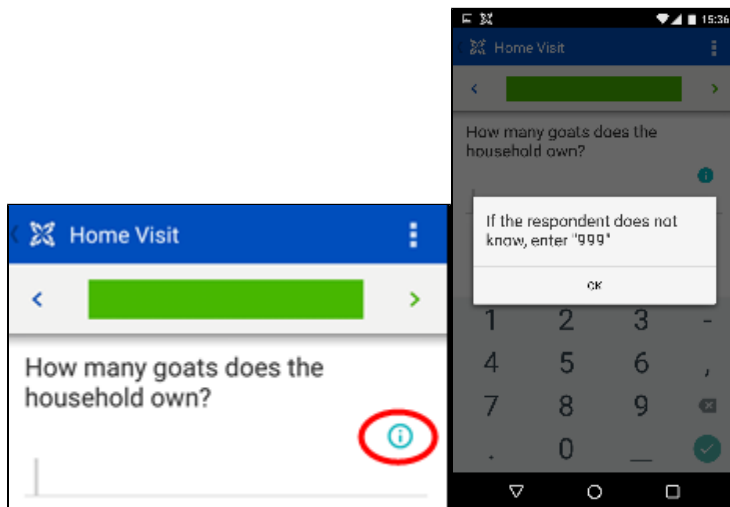 Home Visit
How many goats does the
household own?
15:36
Home Visit
How many goats does the
household own?
If the respondent does not
know, enter "999"
OK
1 2 3 -
4 5 6 ,
7 8 9
. 0 _